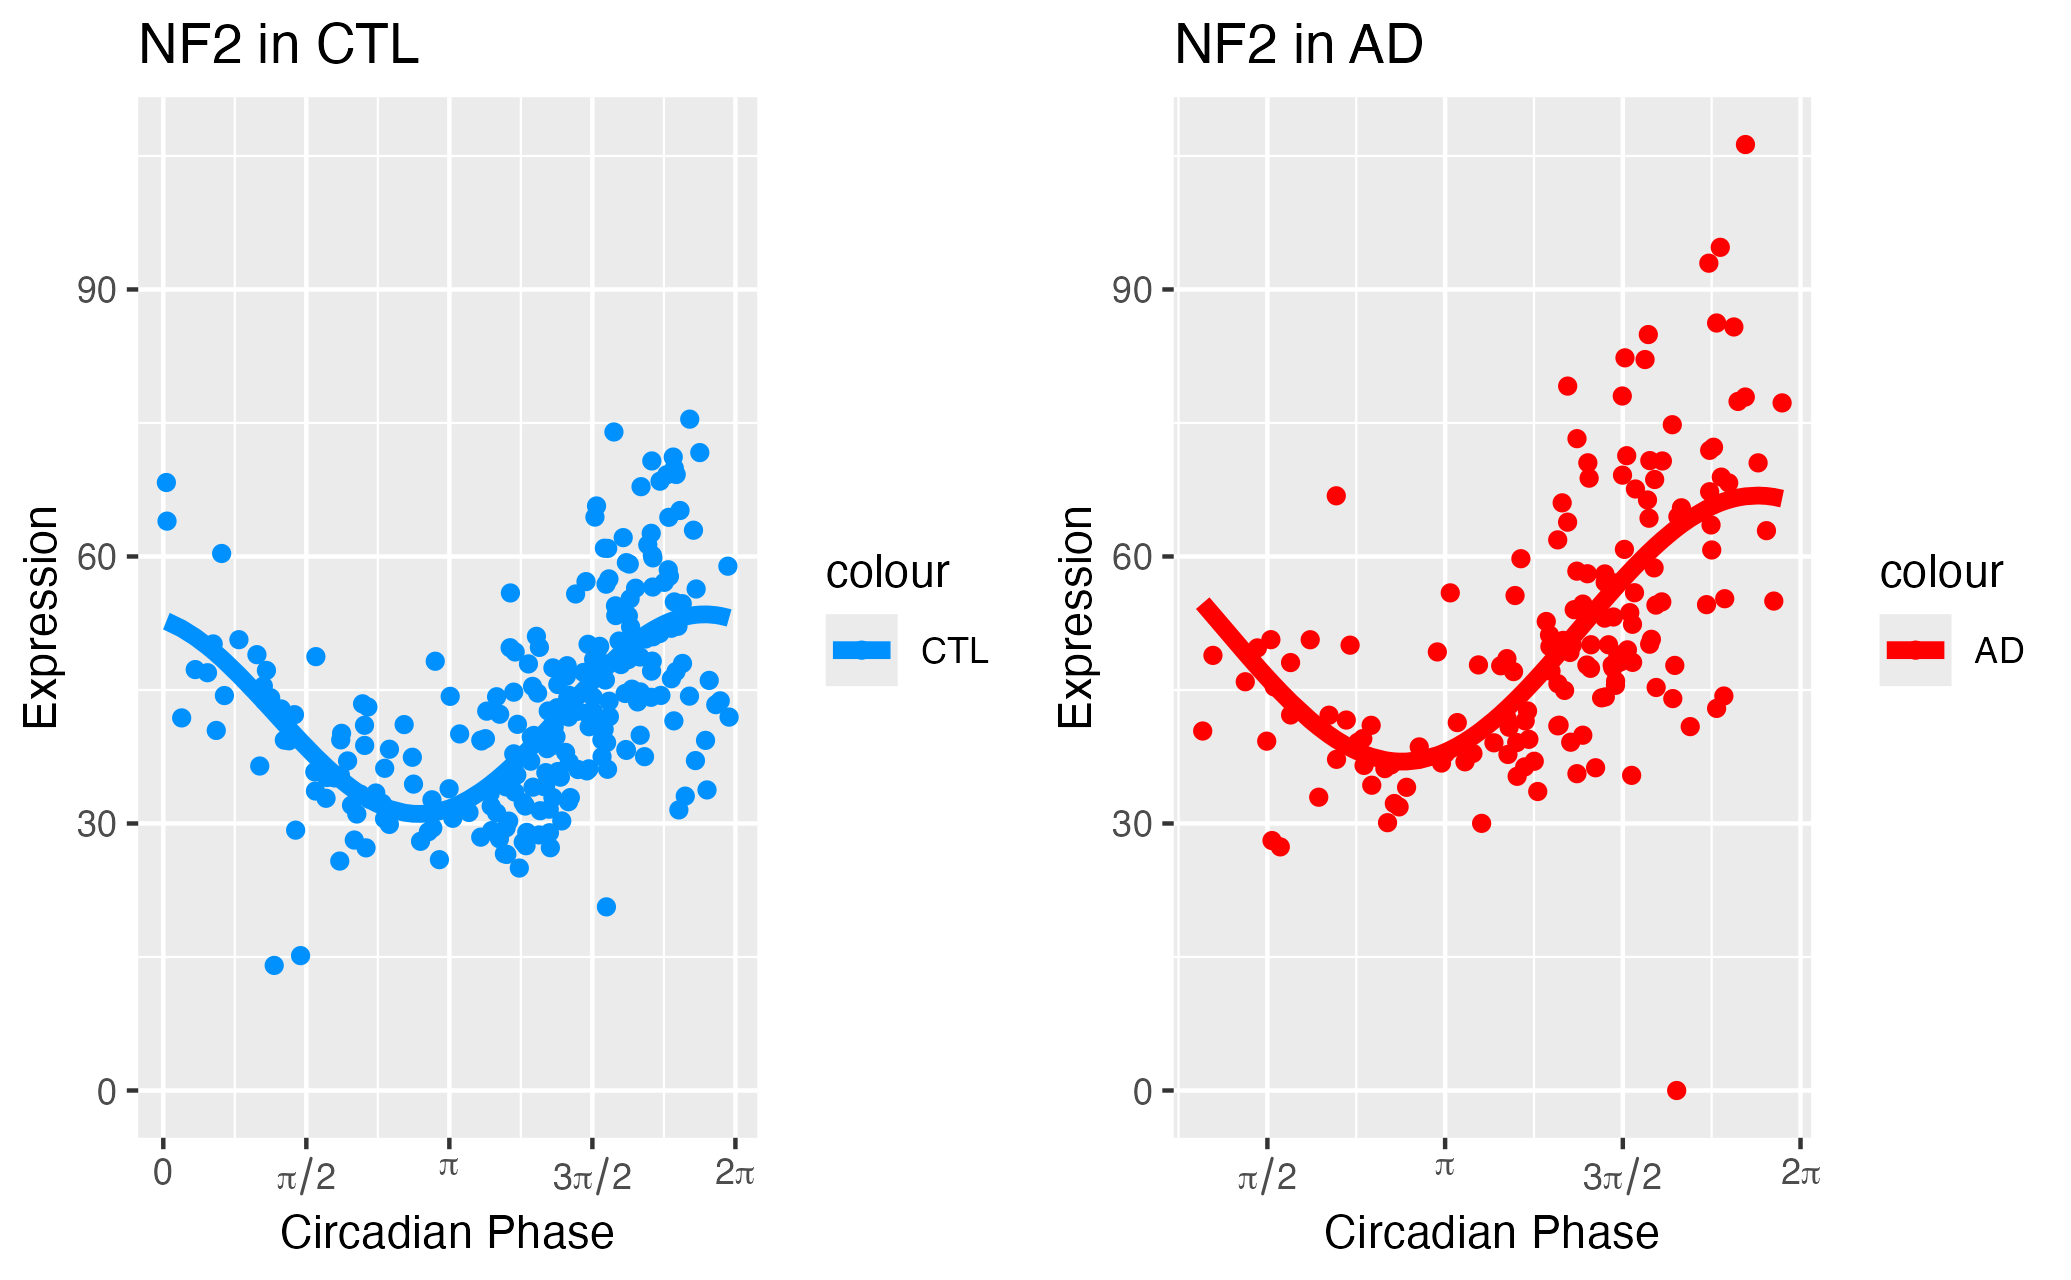 NF2 in CTL
Expression
90
60
30
0
0 π/2 π 3π/2 2π
Circadian Phase
colour
CTL
NF2 in AD
Expression
90
60
30
0
π/2 π 3π/2 2π
Circadian Phase
colour
AD